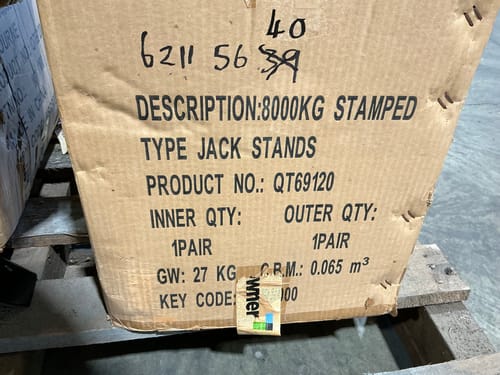 40
6211 56 39
DESCRIPTION:8000KG STAMPED
TYPE JACK STANDS
PRODUCT NO.: QT69120
INNER QTY: OUTER QTY:
1PAIR 1PAIR
GW: 27 KG C.B.M.: 0.065 m³
KEY CODE: 000